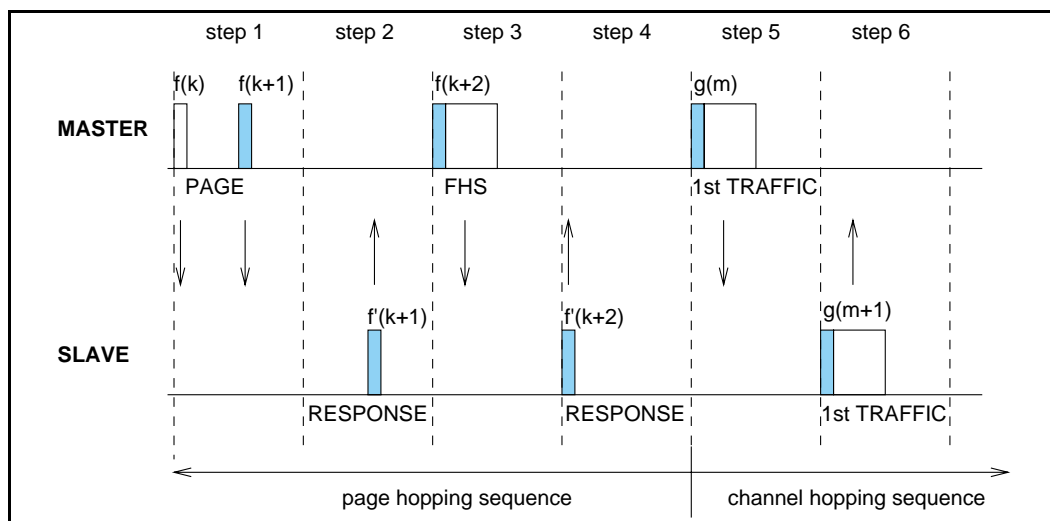 step 1 step 2 step 3 step 4 step 5 step 6
f(k) f(k+1) f(k+2) g(m)
MASTER
PAGE FHS 1st TRAFFIC
f'(k+1) f'(k+2) g(m+1)
SLAVE
RESPONSE RESPONSE 1st TRAFFIC
page hopping sequence channel hopping sequence